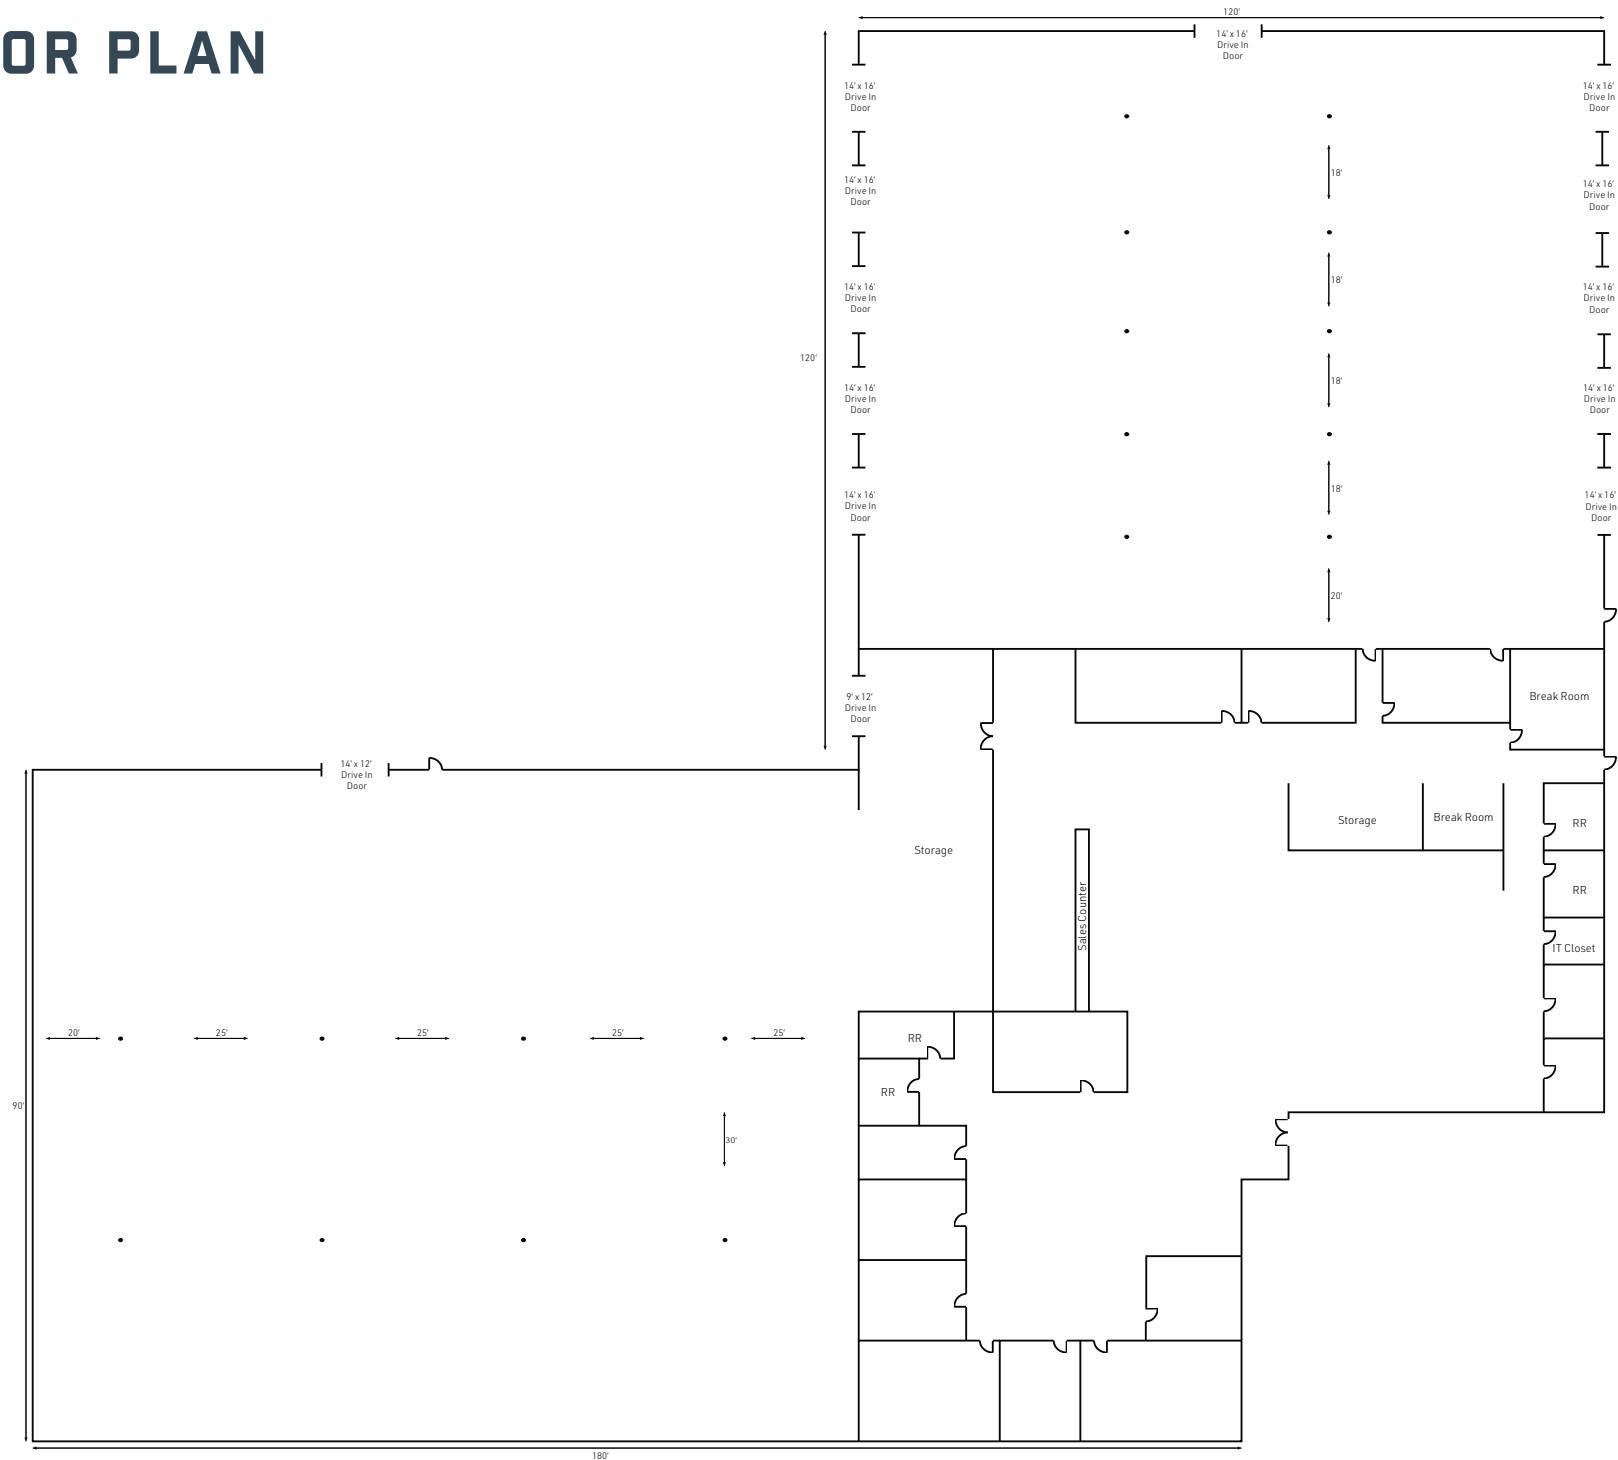 OR PLAN
120'
14' x 16'
Drive In
Door
14' x 16'
Drive In
Door
14' x 16'
Drive In
Door
18'
14' x 16'
Drive In
Door
14' x 16'
Drive In
Door
14' x 16'
Drive In
Door
18'
14' x 16'
Drive In
Door
120'
14' x 16'
Drive In
Door
18'
14' x 16'
Drive In
Door
14' x 16'
Drive In
Door
18'
14' x 16'
Drive In
Door
20'
9' x 12'
Drive In
Door
Break Room
14' x 12'
Drive In
Door
Storage
Storage
Break Room
RR
Sales Counter
RR
IT Closet
20'
25'
25'
25'
25'
RR
RR
90'
30'
180'